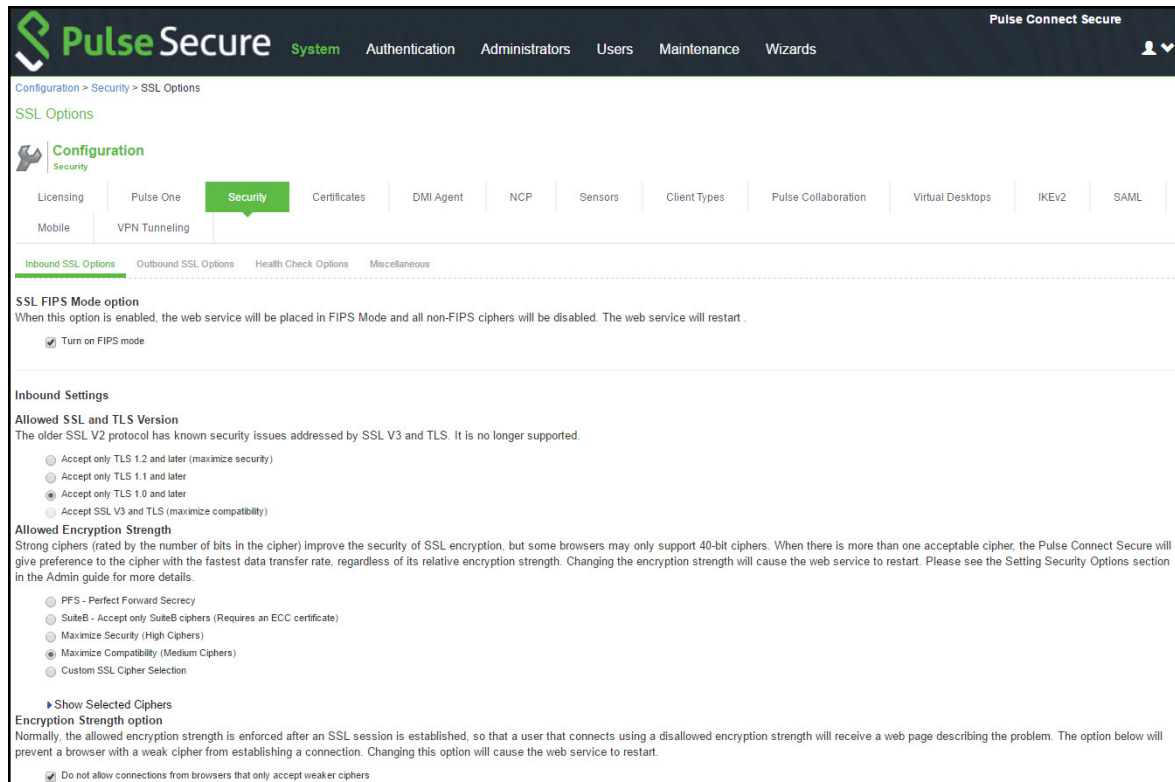 Pulse Connect Secure
Pulse Secure System Authentication Administrators Users Maintenance Wizards
Configuration > Security > SSL Options
SSL Options
Configuration
Security
Licensing Pulse One Security Certificates DMI Agent NCP Sensors Client Types Pulse Collaboration Virtual Desktops IKEv2 SAML
Mobile VPN Tunneling
Inbound SSL Options Outbound SSL Options Health Check Options Miscellaneous
SSL FIPS Mode option
When this option is enabled, the web service will be placed in FIPS Mode and all non-FIPS ciphers will be disabled. The web service will restart .
Turn on FIPS mode
Inbound Settings
Allowed SSL and TLS Version
The older SSL V2 protocol has known security issues addressed by SSL V3 and TLS. It is no longer supported.
Accept only TLS 1.2 and later (maximize security)
Accept only TLS 1.1 and later
Accept only TLS 1.0 and later
Accept SSL V3 and TLS (maximize compatibility)
Allowed Encryption Strength
Strong ciphers (rated by the number of bits in the cipher) improve the security of SSL encryption, but some browsers may only support 40-bit ciphers. When there is more than one acceptable cipher, the Pulse Connect Secure will
give preference to the cipher with the fastest data transfer rate, regardless of its relative encryption strength. Changing the encryption strength will cause the web service to restart. Please see the Setting Security Options section
in the Admin guide for more details.
PFS - Perfect Forward Secrecy
SuiteB - Accept only SuiteB ciphers (Requires an ECC certificate)
Maximize Security (High Ciphers)
Maximize Compatibility (Medium Ciphers)
Custom SSL Cipher Selection
Show Selected Ciphers
Encryption Strength option
Normally, the allowed encryption strength is enforced after an SSL session is established, so that a user that connects using a disallowed encryption strength will receive a web page describing the problem. The option below will
prevent a browser with a weak cipher from establishing a connection. Changing this option will cause the web service to restart.
Do not allow connections from browsers that only accept weaker ciphers